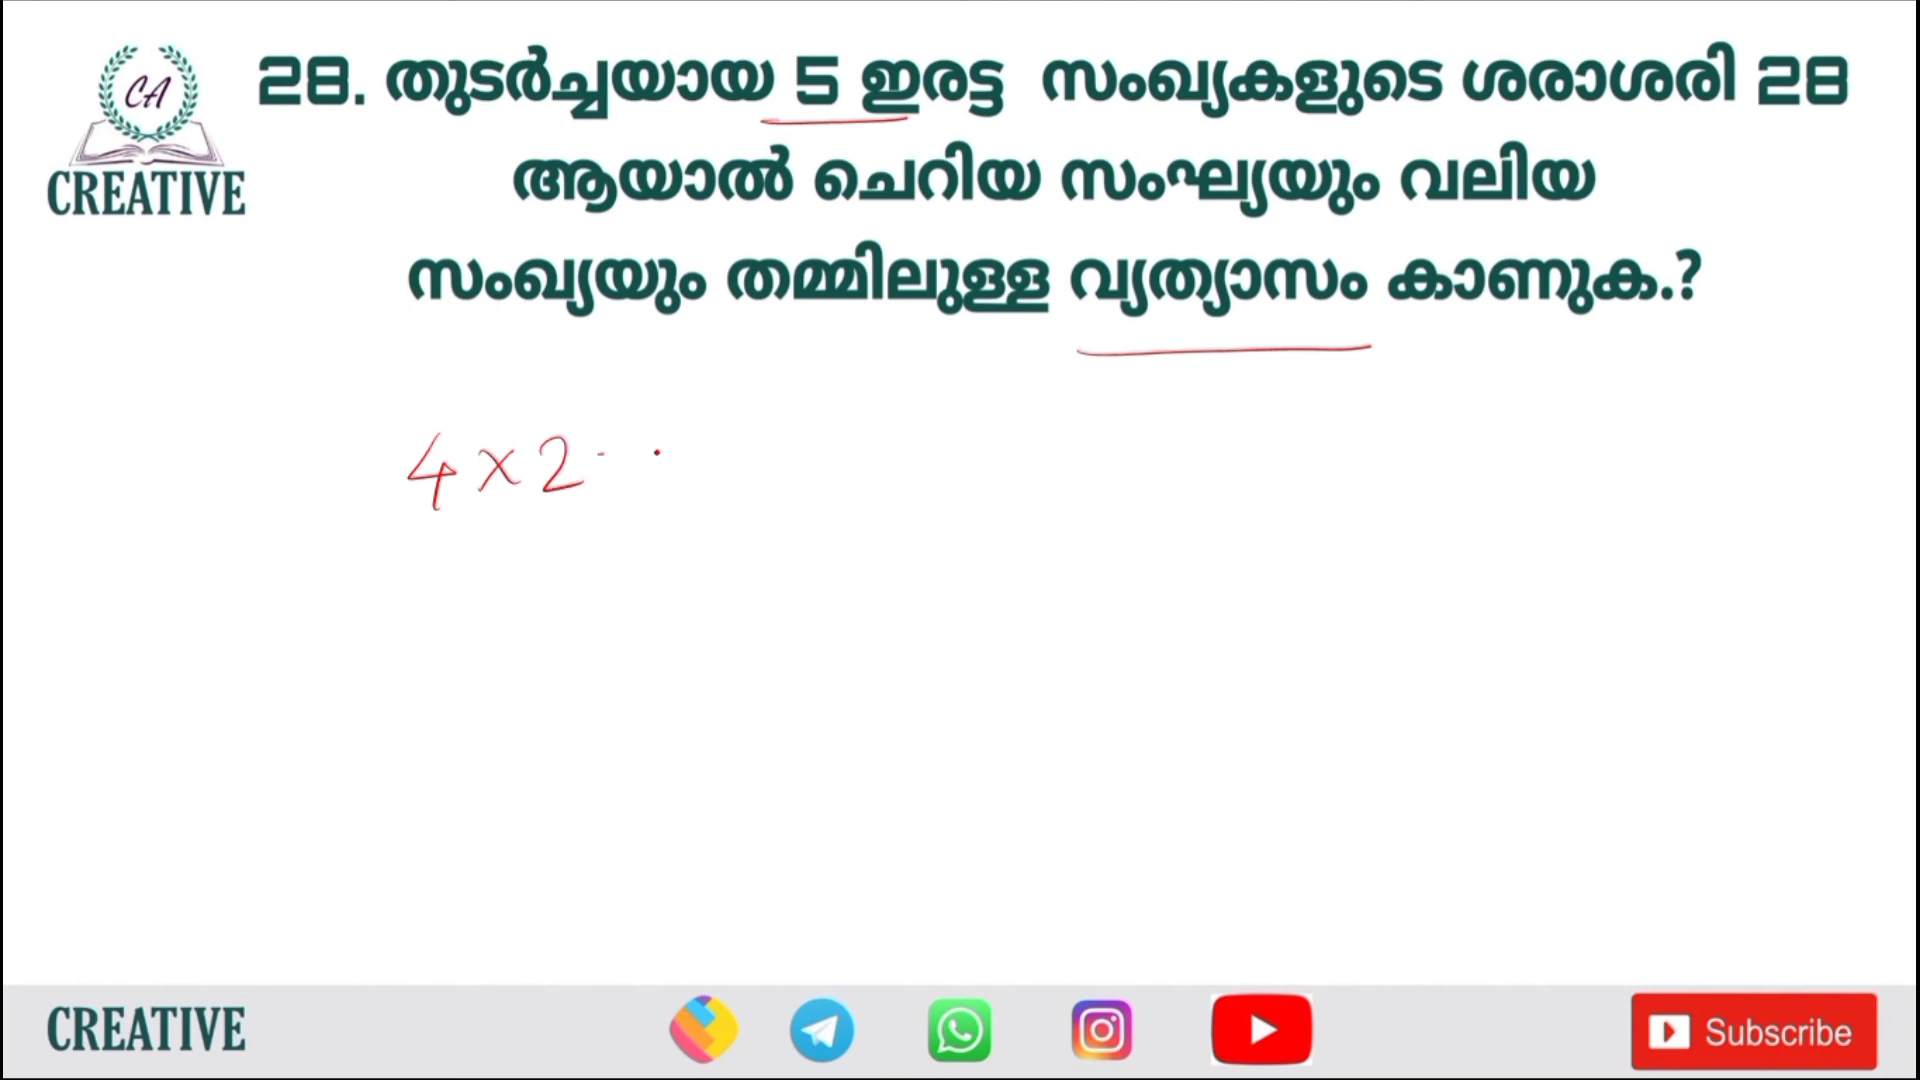 CA
CREATIVE
28. തുടർച്ചയായ 5 ഇരട്ട സംഖ്യകളുടെ ശരാശരി 28
ആയാൽ ചെറിയ സംഘ്യയും വലിയ
സംഖ്യയും തമ്മിലുള്ള വ്യത്യാസം കാണുക.?
4 × 2
CREATIVE
Subscribe